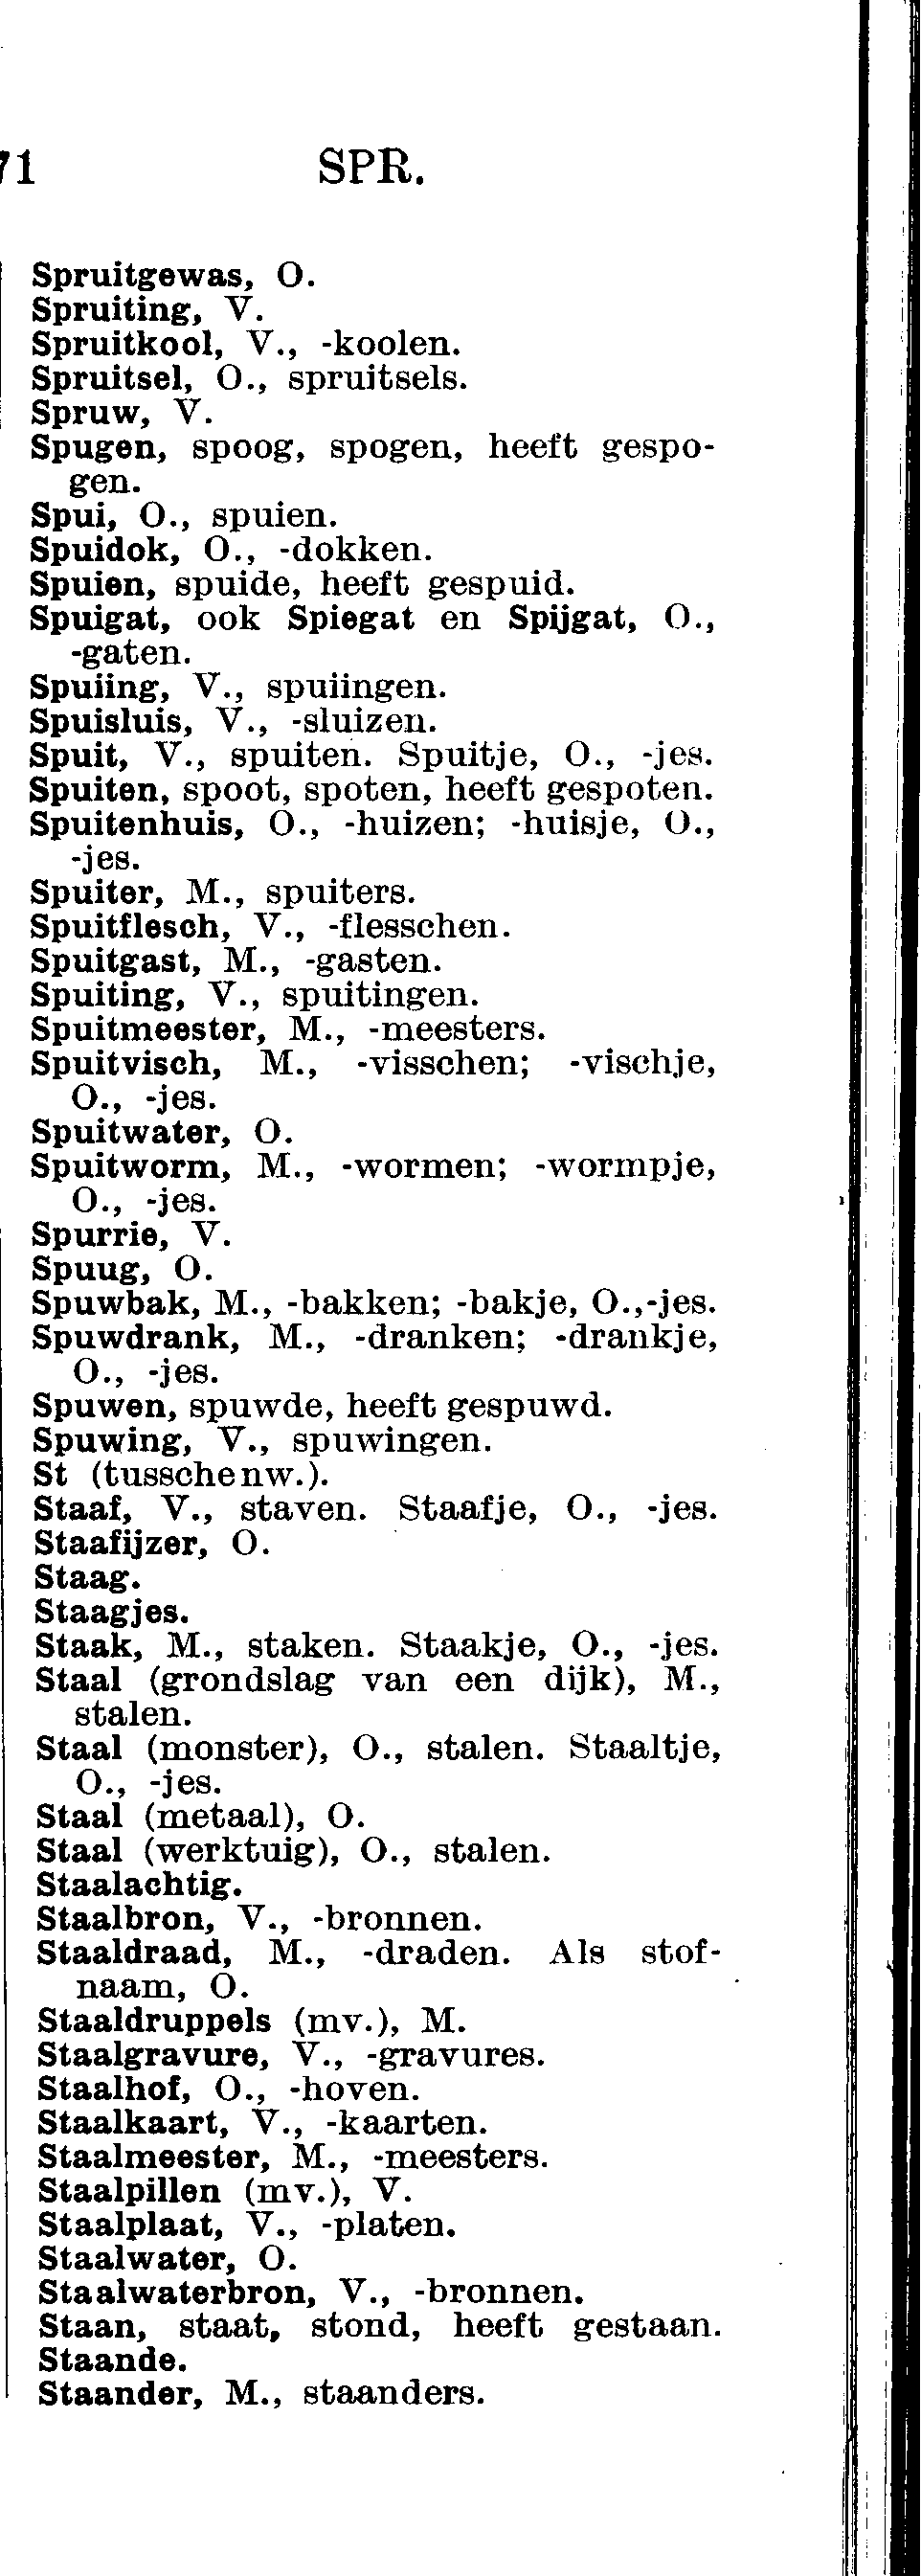 71 SPR.
Spruitgewas, O.
Spruiting, V.
Spruitkool, V., -koolen.
Spruitsel, O., spruitsels.
Spruw, V.
Spugen, spoog, spogen, heeft gespo-
gen.
Spui, O., spuien.
Spuidok, O., -dokken.
Spuien, spuide, heeft gespuid.
Spuigat, ook Spiegat en Spijgat, O.,
-gaten.
Spuiing, V., spuiingen.
Spuisluis, V., -sluizen.
Spuit, V., spuiten. Spuitje, O., -jes.
Spuiten, spoot, spoten, heeft gespoten.
Spuitenhuis, O., -huizen; -huisje, O.,
-jes.
Spuiter, M., spuiters.
Spuitflesch, V., -flesschen.
Spuitgast, M., -gasten.
Spuiting, V., spuitingen.
Spuitmeester, M., -meesters.
Spuitvisch, M., -visschen; -vischje,
O., -jes.
Spuitwater, O.
Spuitworm, M., -wormen; -wormpje,
O., -jes.
Spurrie, V.
Spuug, O.
Spuwbak, M., -bakken; -bakje, O.,-jes.
Spuwdrank, M., -dranken; -drankje,
O., -jes.
Spuwen, spuwde, heeft gespuwd.
Spuwing, V., spuwingen.
St (tusschenw.).
Staaf, V., staven. Staafje, O., -jes.
Staafijzer, O.
Staag.
Staagjes.
Staak, M., staken. Staakje, O., -jes.
Staal (grondslag van een dijk), M.,
stalen.
Staal (monster), O., stalen. Staaltje,
O., -jes.
Staal (metaal), O.
Staal (werktuig), O., stalen.
Staalachtig.
Staalbron, V., -bronnen.
Staaldraad, M., -draden. Als stof-
naam, O.
Staaldruppels (mv.), M.
Staalgravure, V., -gravures.
Staalhof, O., -hoven.
Staalkaart, V., -kaarten.
Staalmeester, M., -meesters.
Staalpillen (mv.), V.
Staalplaat, V., -platen.
Staalwater, O.
Staalwaterbron, V., -bronnen.
Staan, staat, stond, heeft gestaan.
Staande.
Staander, M., staanders.